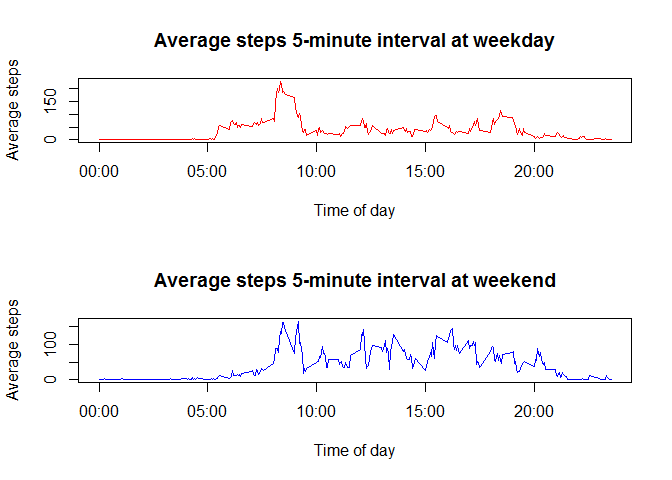 Average steps 5-minute interval at weekday
Average steps
150
0
00:00 05:00 10:00 15:00 20:00
Time of day
Average steps 5-minute interval at weekend
Average steps
100
0
00:00 05:00 10:00 15:00 20:00
Time of day